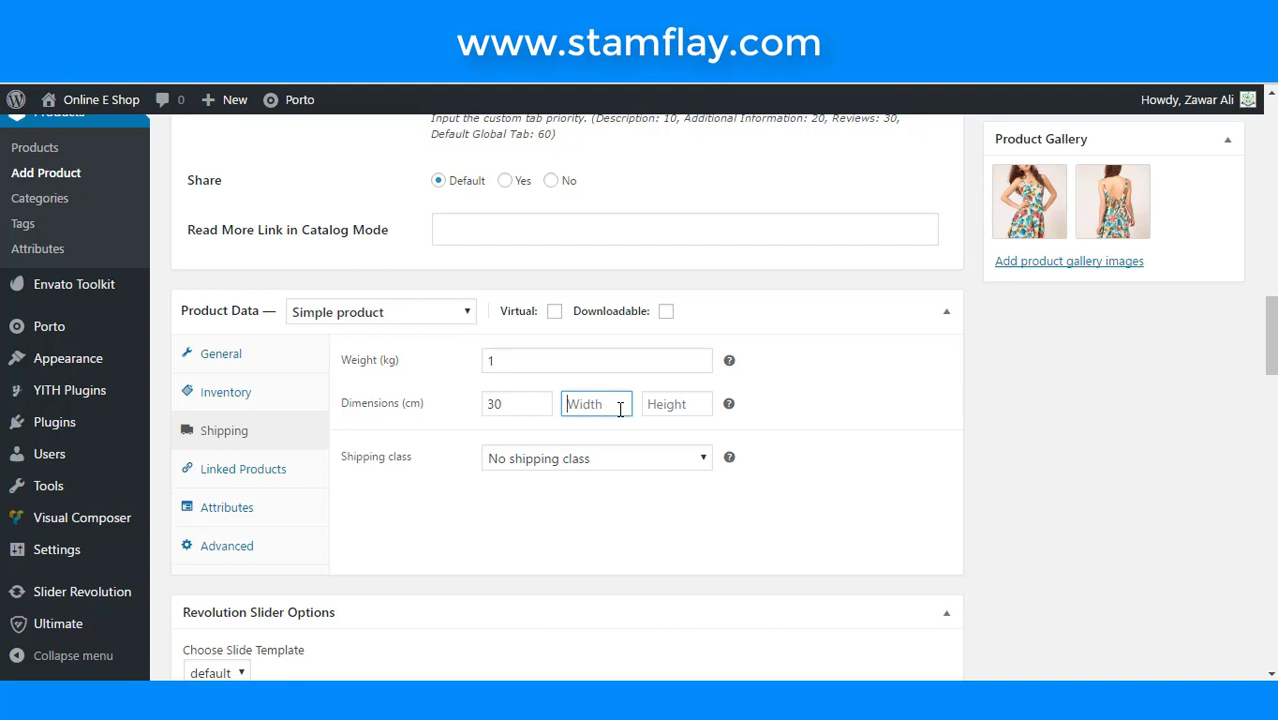 www.stamflay.com
Online E Shop 0 New Porto Howdy, Zawar Ali
Products
Products
Add Product
Categories
Tags
Attributes
Envato Toolkit
Porto
Appearance
YITH Plugins
Plugins
Users
Tools
Visual Composer
Settings
Slider Revolution
Ultimate
Collapse menu
Input the custom tab priority. (Description: 10, Additional Information: 20, Reviews: 30,
Default Global Tab: 60)
Share Default Yes No
Read More Link in Catalog Mode
Product Data — Simple product Virtual: Downloadable:
General
Inventory
Shipping
Linked Products
Attributes
Advanced
Weight (kg) 1
Dimensions (cm) 30 Width Height
Shipping class No shipping class
Revolution Slider Options
Choose Slide Template
default
Product Gallery
Add product gallery images